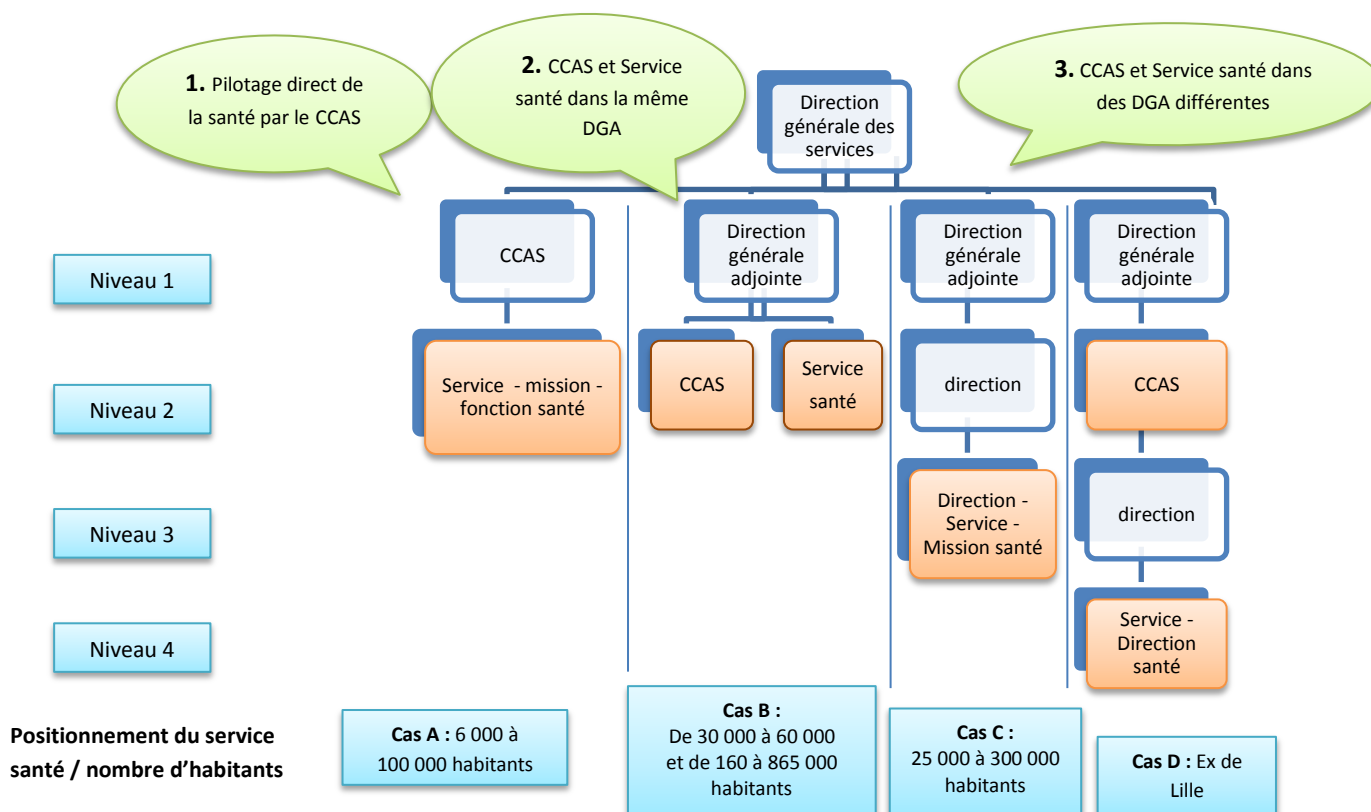 1. Pilotage direct de
la santé par le CCAS
2. CCAS et Service
santé dans la même
DGA
3. CCAS et Service santé dans
des DGA différentes
Direction
générale des
services
Niveau 1
CCAS
Direction
générale
adjointe
Direction
générale
adjointe
Direction
générale
adjointe
Niveau 2
Service - mission -
fonction santé
CCAS
Service
santé
direction
CCAS
Niveau 3
Direction -
Service -
Mission santé
direction
Niveau 4
Service -
Direction
santé
Positionnement du service
santé / nombre d’habitants
Cas A : 6 000 à
100 000 habitants
Cas B :
De 30 000 à 60 000
et de 160 à 865 000
habitants
Cas C :
25 000 à 300 000
habitants
Cas D : Ex de
Lille